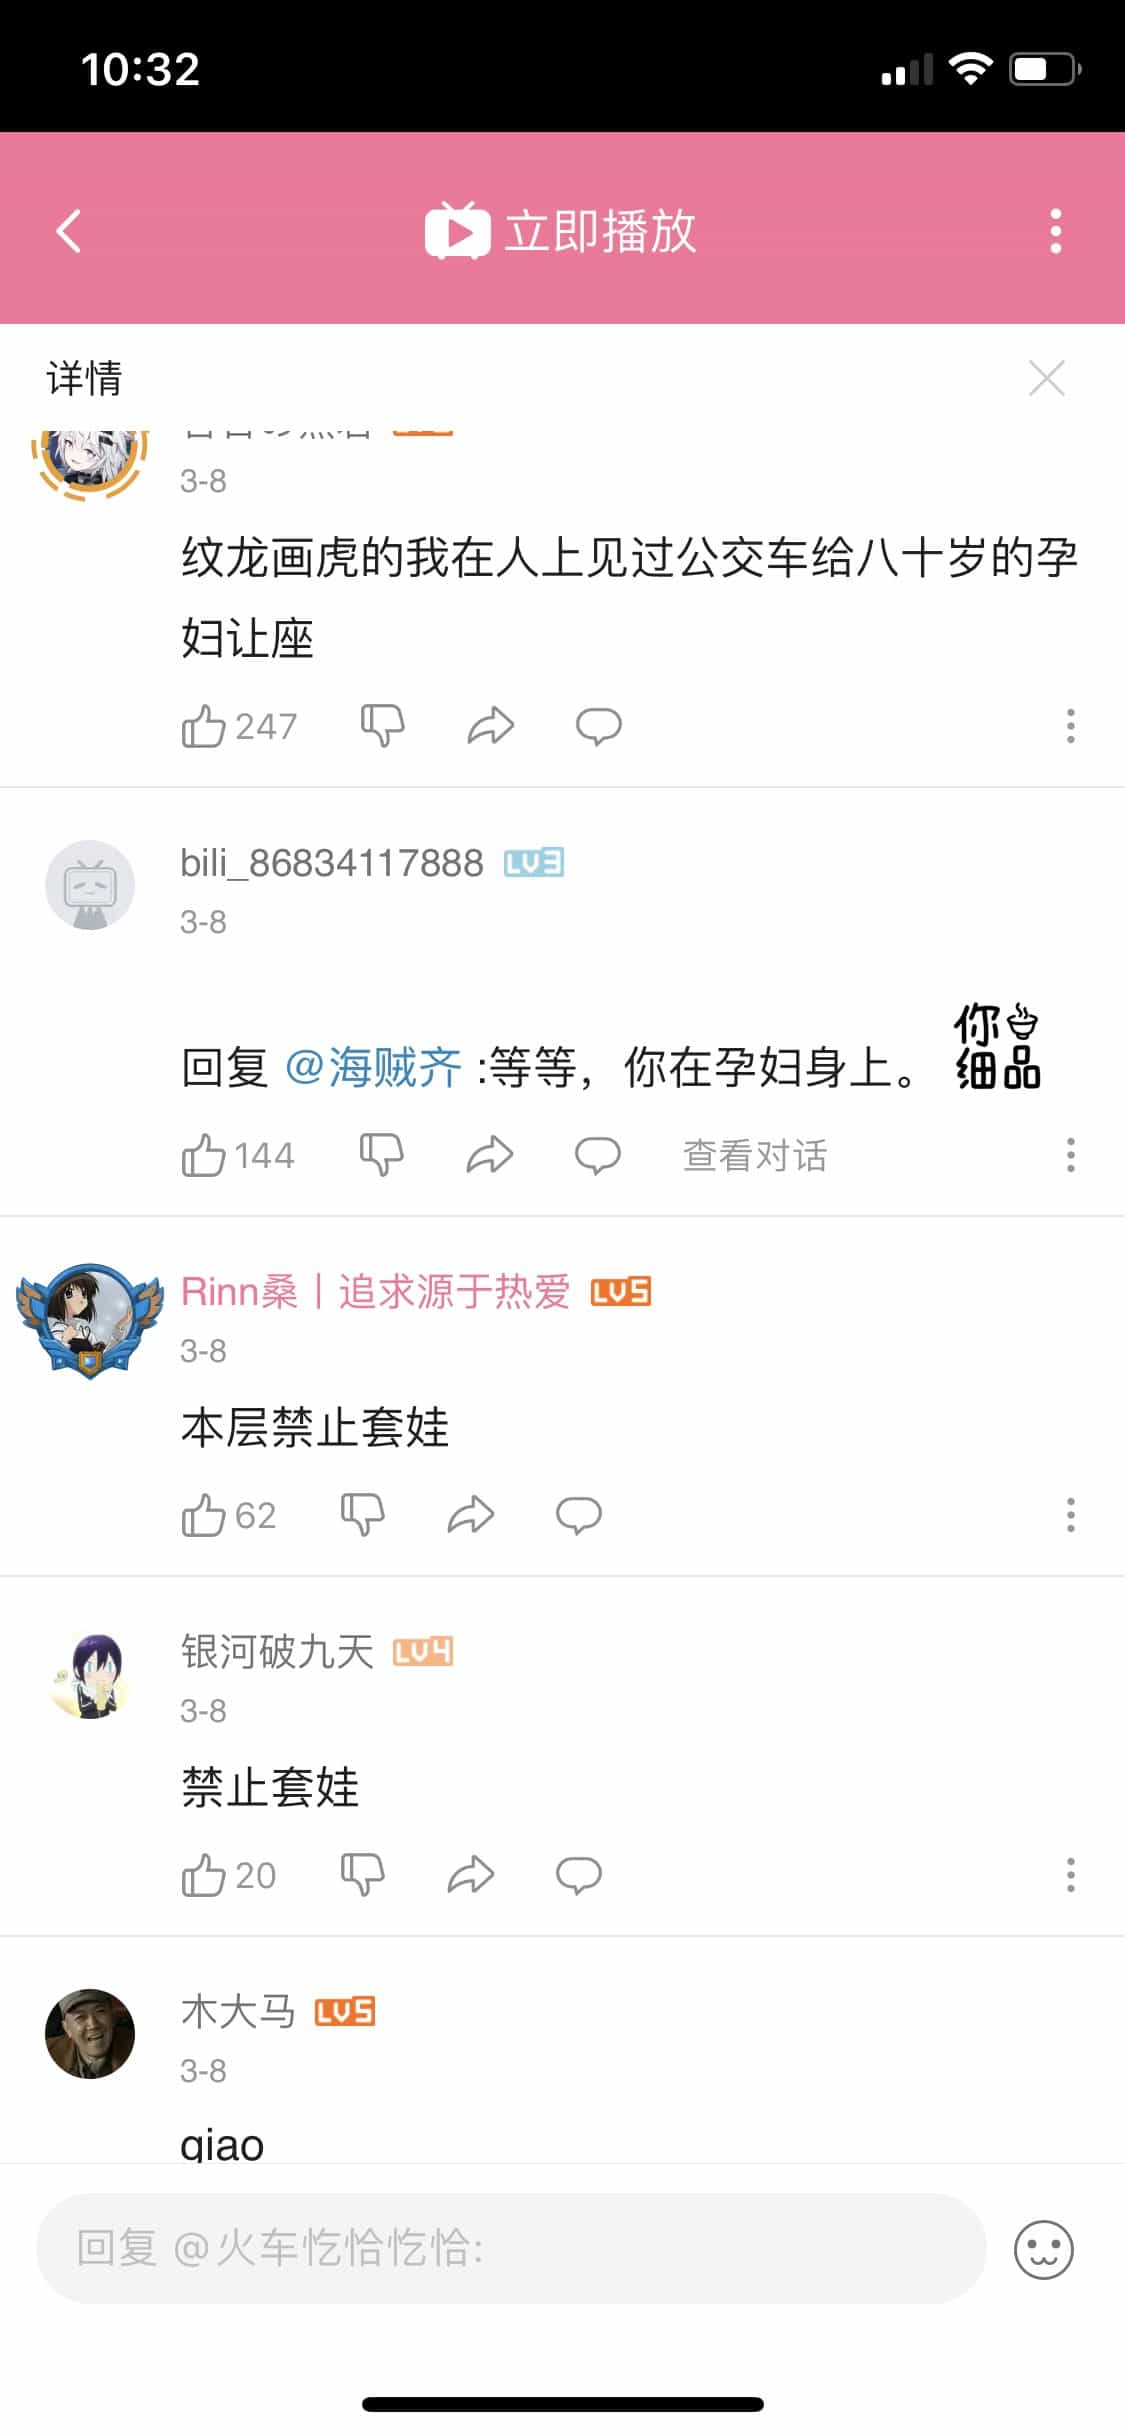 10:32
立即播放
详情
3-8
纹龙画虎的我在人上见过公交车给八十岁的孕
妇让座
247
bili_86834117888 LV3
3-8
回复 @海贼齐 :等等，你在孕妇身上。 你细品
144 查看对话
Rinn桑｜追求源于热爱 LV5
3-8
本层禁止套娃
62
银河破九天 LV4
3-8
禁止套娃
20
木大马 LV5
3-8
qiao
回复 @火车忔恰忔恰: